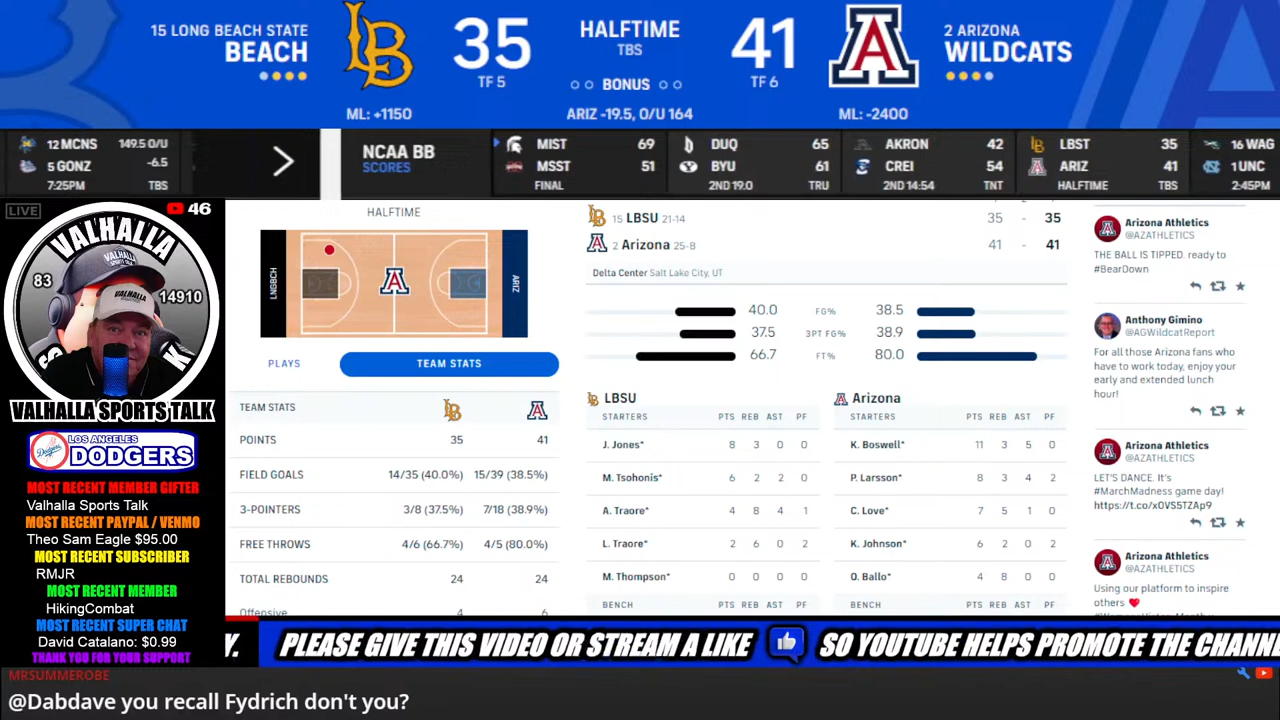 15 LONG BEACH STATE
BEACH
LB
35
TF 5
HALFTIME
TBS
BONUS
41
TF 6
A
2 ARIZONA
WILDCATS
ML: +1150
ARIZ -19.5, O/U 164
ML: -2400
12 MCNS 149.5 O/U
5 GONZ -6.5
7:25PM TBS
NCAA BB
SCORES
MIST 69
MSST 51
FINAL
DUQ 65
BYU 61
2ND 19.0 TRU
AKRON 42
CREI 54
2ND 14:54 TNT
LBST 35
ARIZ 41
HALFTIME TBS
16 WAG
1 UNC
2:45PM
LIVE
46
VALHALLA
83
14910
VALHALLA
VALHALLA SPORTS TALK
LOS ANGELES
DODGERS
MOST RECENT MEMBER GIFTER
Valhalla Sports Talk
MOST RECENT PAYPAL / VENMO
Theo Sam Eagle $95.00
MOST RECENT SUBSCRIBER
RMJR
MOST RECENT MEMBER
HikingCombat
MOST RECENT SUPER CHAT
David Catalano: $0.99
THANK YOU FOR YOUR SUPPORT
HALFTIME
LNGBCH
A
ARIZ
PLAYS
TEAM STATS
TEAM STATS
POINTS 35 41
FIELD GOALS 14/35 (40.0%) 15/39 (38.5%)
3-POINTERS 3/8 (37.5%) 7/18 (38.9%)
FREE THROWS 4/6 (66.7%) 4/5 (80.0%)
TOTAL REBOUNDS 24 24
Offensive 4 6
15 LBSU 21-14 35 - 35
2 Arizona 25-8 41 - 41
Delta Center Salt Lake City, UT
40.0 FG% 38.5
37.5 3PT FG% 38.9
66.7 FT% 80.0
LBSU
STARTERS PTS REB AST PF
J. Jones* 8 3 0 0
M. Tsohonis* 6 2 2 0
A. Traore* 4 8 4 1
L. Traore* 2 6 0 2
M. Thompson* 0 0 0 0
BENCH PTS REB AST PF
Arizona
STARTERS PTS REB AST PF
K. Boswell* 11 3 5 0
P. Larsson* 8 3 4 2
C. Love* 7 5 1 0
K. Johnson* 6 2 0 2
O. Ballo* 4 8 0 0
BENCH PTS REB AST PF
Arizona Athletics
@AZATHLETICS
THE BALL IS TIPPED. ready to
#BearDown
Anthony Gimino
@AGWildcatReport
For all those Arizona fans who
have to work today, enjoy your
early and extended lunch
hour!
Arizona Athletics
@AZATHLETICS
LET'S DANCE. It's
#MarchMadness game day!
https://t.co/xOVS5TZAp9
Arizona Athletics
@AZATHLETICS
Using our platform to inspire
others
Y. PLEASE GIVE THIS VIDEO OR STREAM A LIKE SO YOUTUBE HELPS PROMOTE THE CHANNE
MRSUMMEROBE
@Dabdave you recall Fydrich don't you?